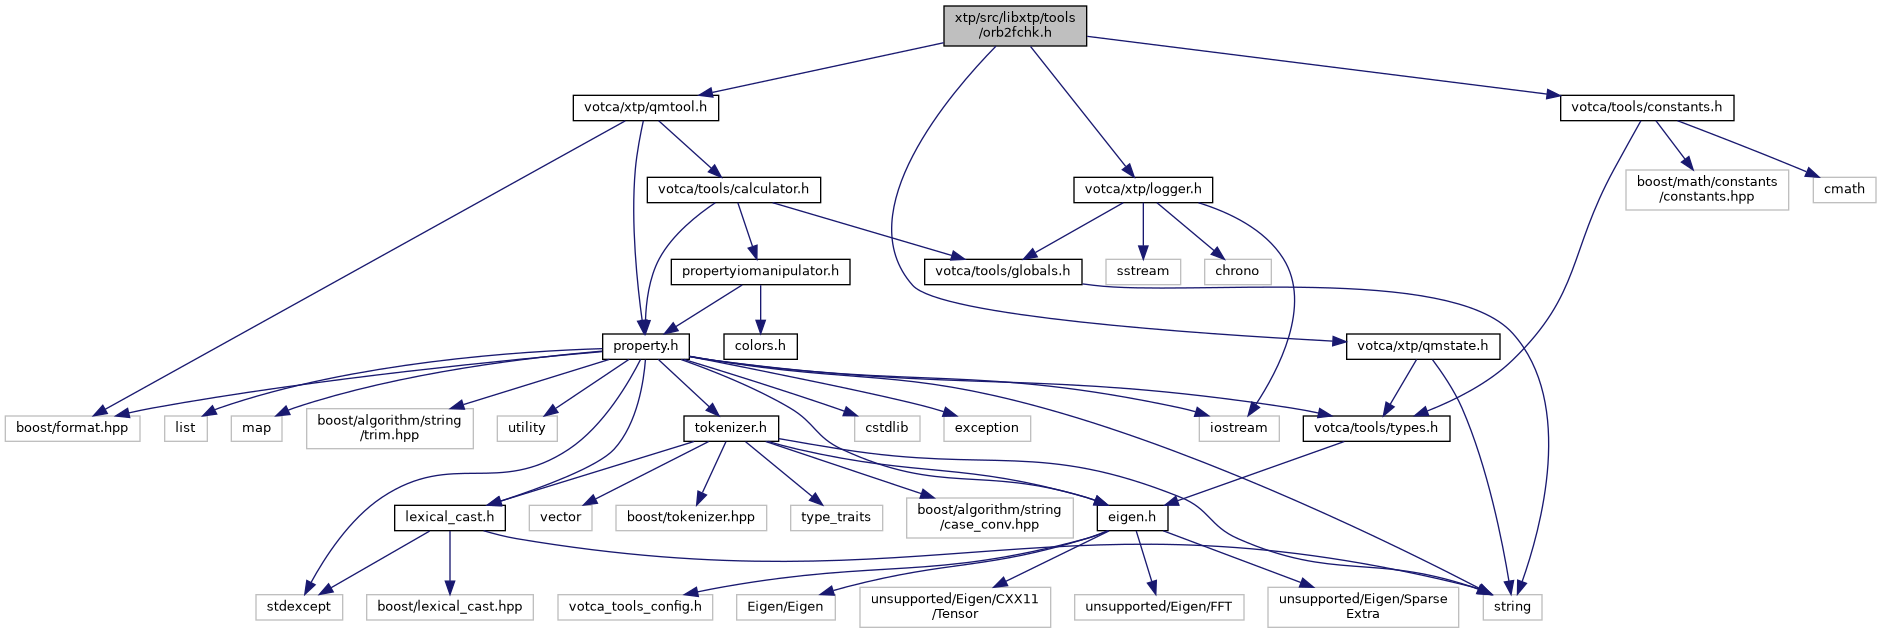 xtp/src/libxtp/tools
/orb2fchk.h
votca/xtp/qmtool.h
votca/tools/constants.h
votca/tools/calculator.h
votca/xtp/logger.h
boost/math/constants
/constants.hpp
cmath
propertyiomanipulator.h
votca/tools/globals.h
sstream
chrono
property.h
colors.h
votca/xtp/qmstate.h
boost/format.hpp
list
map
boost/algorithm/string
/trim.hpp
utility
tokenizer.h
cstdlib
exception
iostream
votca/tools/types.h
lexical_cast.h
vector
boost/tokenizer.hpp
type_traits
boost/algorithm/string
/case_conv.hpp
eigen.h
stdexcept
boost/lexical_cast.hpp
votca_tools_config.h
Eigen/Eigen
unsupported/Eigen/CXX11
/Tensor
unsupported/Eigen/FFT
unsupported/Eigen/Sparse
Extra
string